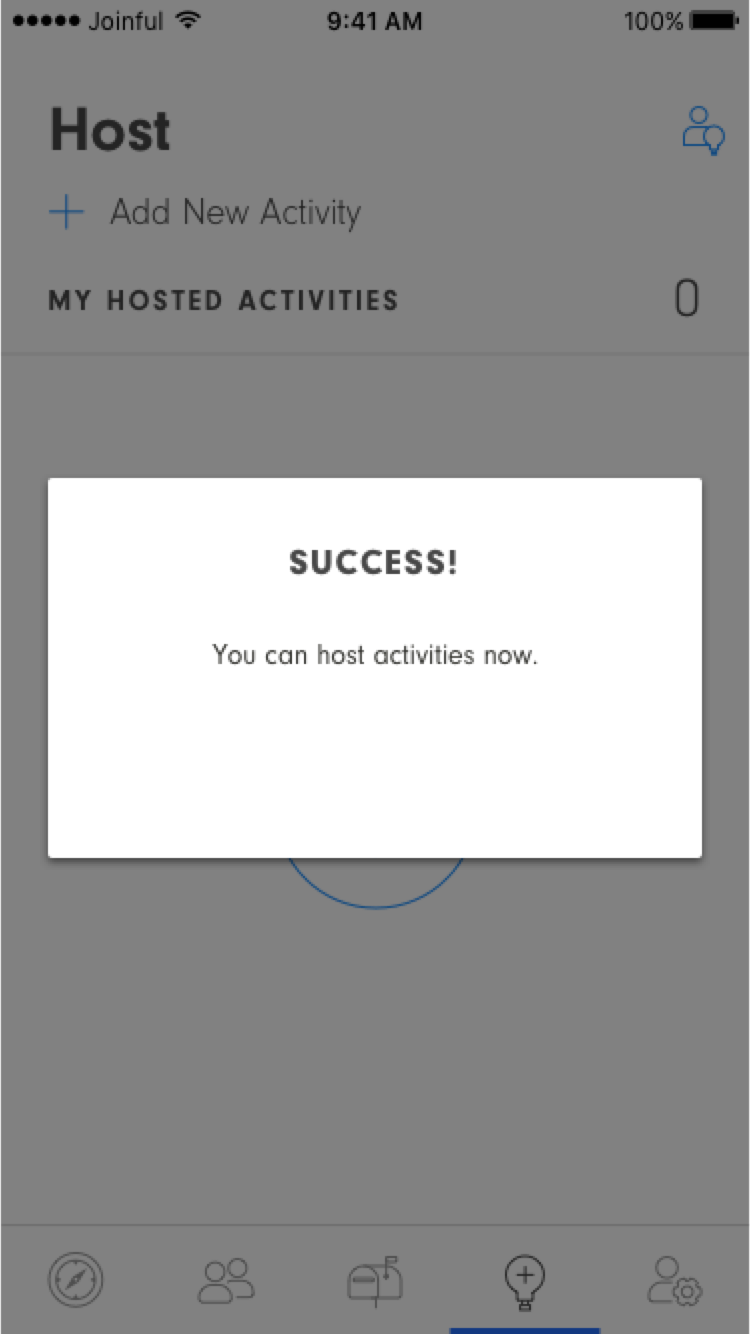 Joinful 9:41 AM 100%
Host
Add New Activity
MY HOSTED ACTIVITIES 0
SUCCESS!
You can host activities now.